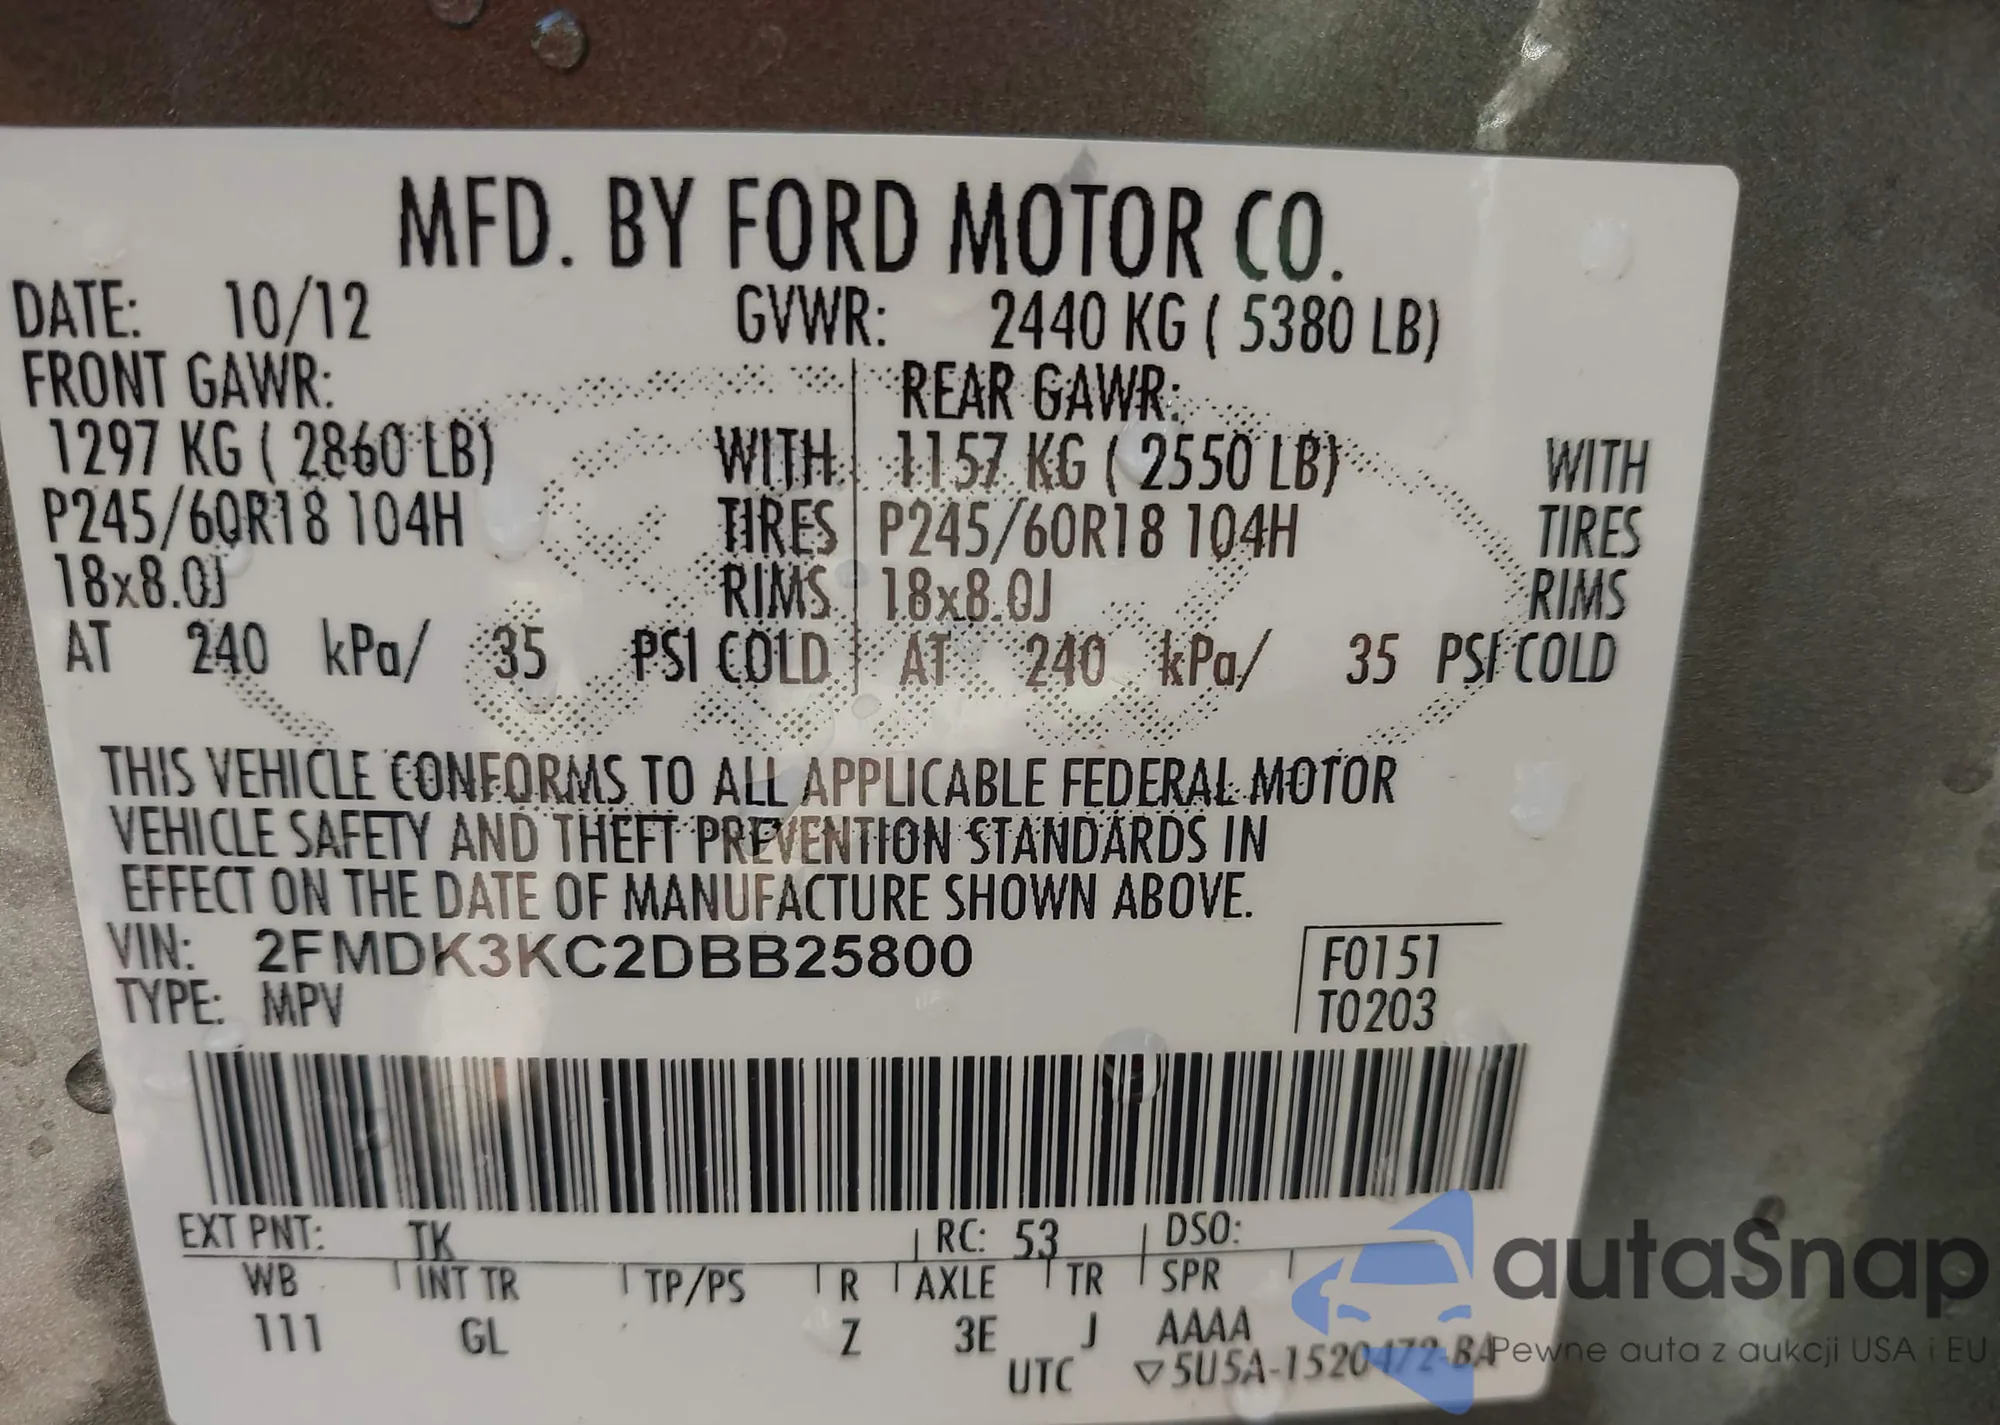 MFD. BY FORD MOTOR CO.
DATE: 10/12 GVWR: 2440 KG ( 5380 LB)
FRONT GAWR: REAR GAWR:
1297 KG ( 2860 LB) WITH 1157 KG ( 2550 LB) WITH
P245/60R18 104H TIRES P245/60R18 104H TIRES
18x8.0J RIMS 18x8.0J RIMS
AT 240 kPa/ 35 PSI COLD AT 240 kPa/ 35 PSI COLD
THIS VEHICLE CONFORMS TO ALL APPLICABLE FEDERAL MOTOR
VEHICLE SAFETY AND THEFT PREVENTION STANDARDS IN
EFFECT ON THE DATE OF MANUFACTURE SHOWN ABOVE.
VIN: 2FMDK3KC2DBB25800 F0151
TYPE: MPV T0203
EXT PNT: TK RC: 53 DSO:
WB INT TR TP/PS R AXLE TR SPR
111 GL Z 3E J AAAA
UTC ▽5U5A-1520472-BA
autaSnap
Pewne auta z aukcji USA i EU